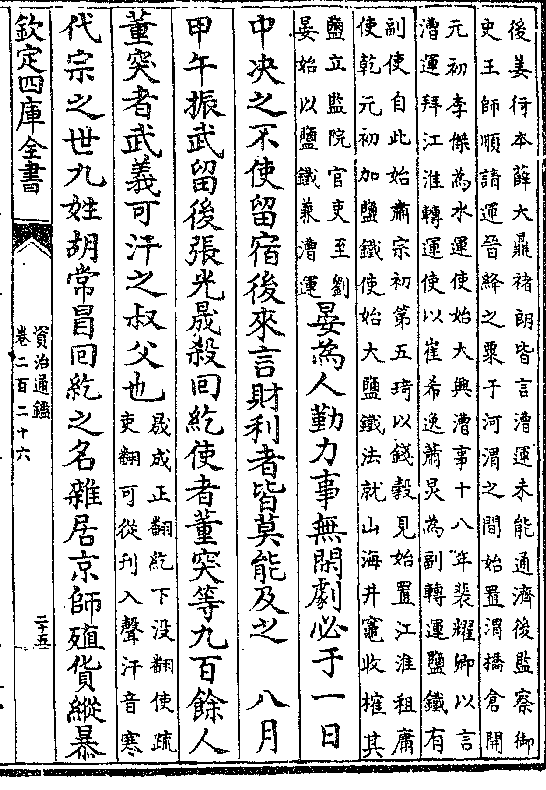 後姜行本薛大鼎褚朗皆言漕運未能通濟後監察御
史王師順請運晉絳之粟于河渭之間始置渭橋倉開
元初李傑為水運使始大興漕事十八年裴耀卿以言
漕運拜江淮轉運使以崔希逸蕭炅為副轉運鹽鐵有
副使自此始肅宗初第五琦以錢穀見始置江淮租庸
使乾元初加鹽鐵使始大鹽鐵法就山海井竈收榷其
鹽立監院官吏至劉
晏始以鹽鐵兼漕運
晏為人勤力事無閑劇必于一日
中决之不使留宿後來言財利者皆莫能及之　八月
甲午振武留後張光晟殺回紇使者董突等九百餘人
董突者武義可汗之叔父也
晟成正翻紇下没翻使疏
吏翻可從刋入聲汗音寒
代宗之世九姓胡常冒回紇之名雜居京師殖貨縱暴
欽定四庫全書
資治通鑑
卷二百二十六
二十五